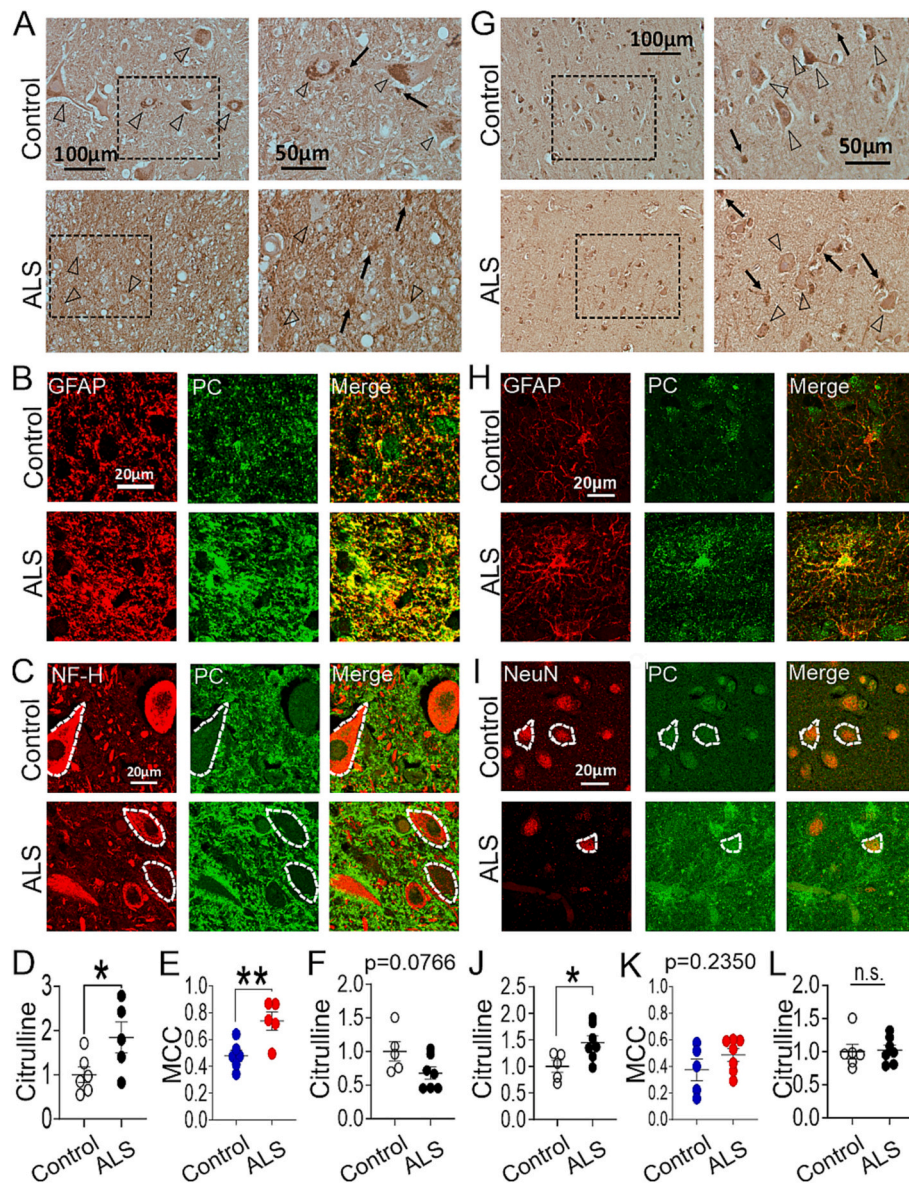 A
Control
100µm
50µm
ALS
B
GFAP
PC
Merge
Control
20µm
ALS
C
NF-H
PC
Merge
Control
20µm
ALS
D
*
Citrulline
3
2
1
0
Control
ALS
E
**
MCC
1.0
0.8
0.6
0.4
0.2
0.0
Control
ALS
F
p=0.0766
Citrulline
2.0
1.5
1.0
0.5
0.0
Control
ALS
G
Control
100µm
50µm
ALS
H
GFAP
PC
Merge
Control
20µm
ALS
I
NeuN
PC
Merge
Control
20µm
ALS
J
*
Citrulline
2.5
2.0
1.5
1.0
0.5
0.0
Control
ALS
K
p=0.2350
MCC
1.0
0.8
0.6
0.4
0.2
0.0
Control
ALS
L
n.s.
Citrulline
2.0
1.5
1.0
0.5
0.0
Control
ALS